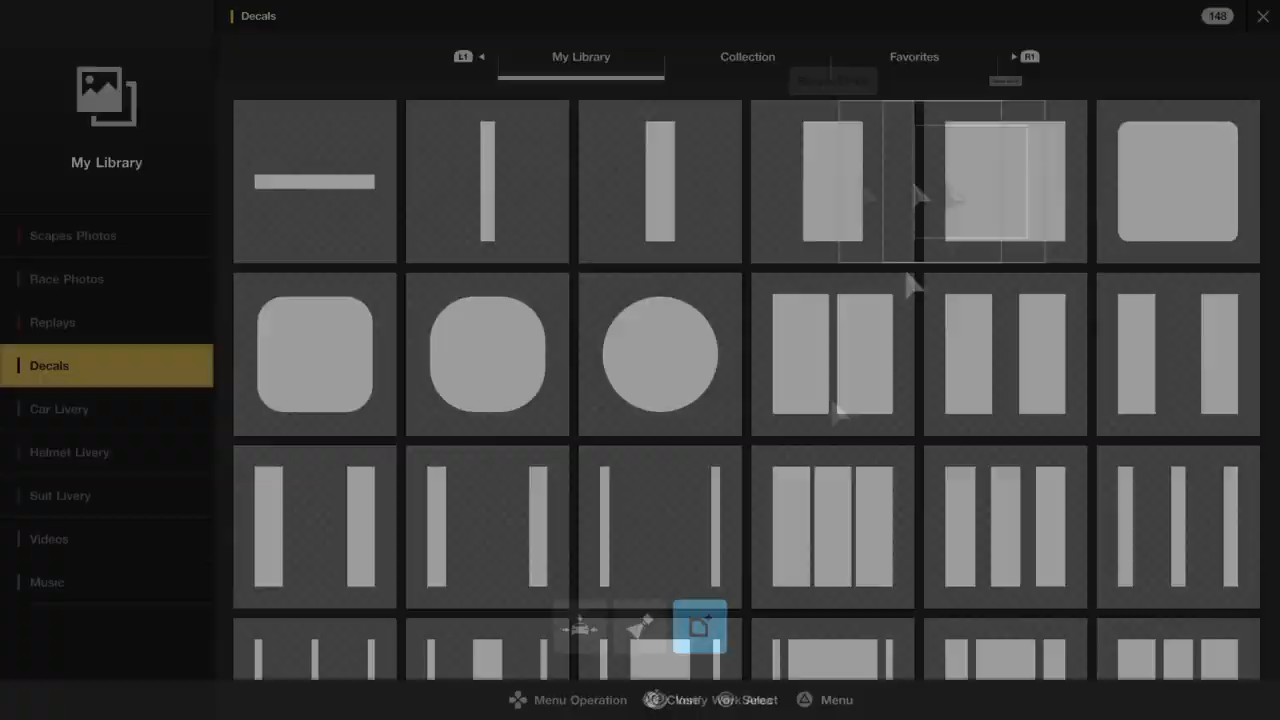 Decals
148
L1
My Library
Collection
Favorites
R1
My Library
Scapes Photos
Race Photos
Replays
Decals
Car Livery
Helmet Livery
Suit Livery
Videos
Music
Menu Operation
Select
Menu